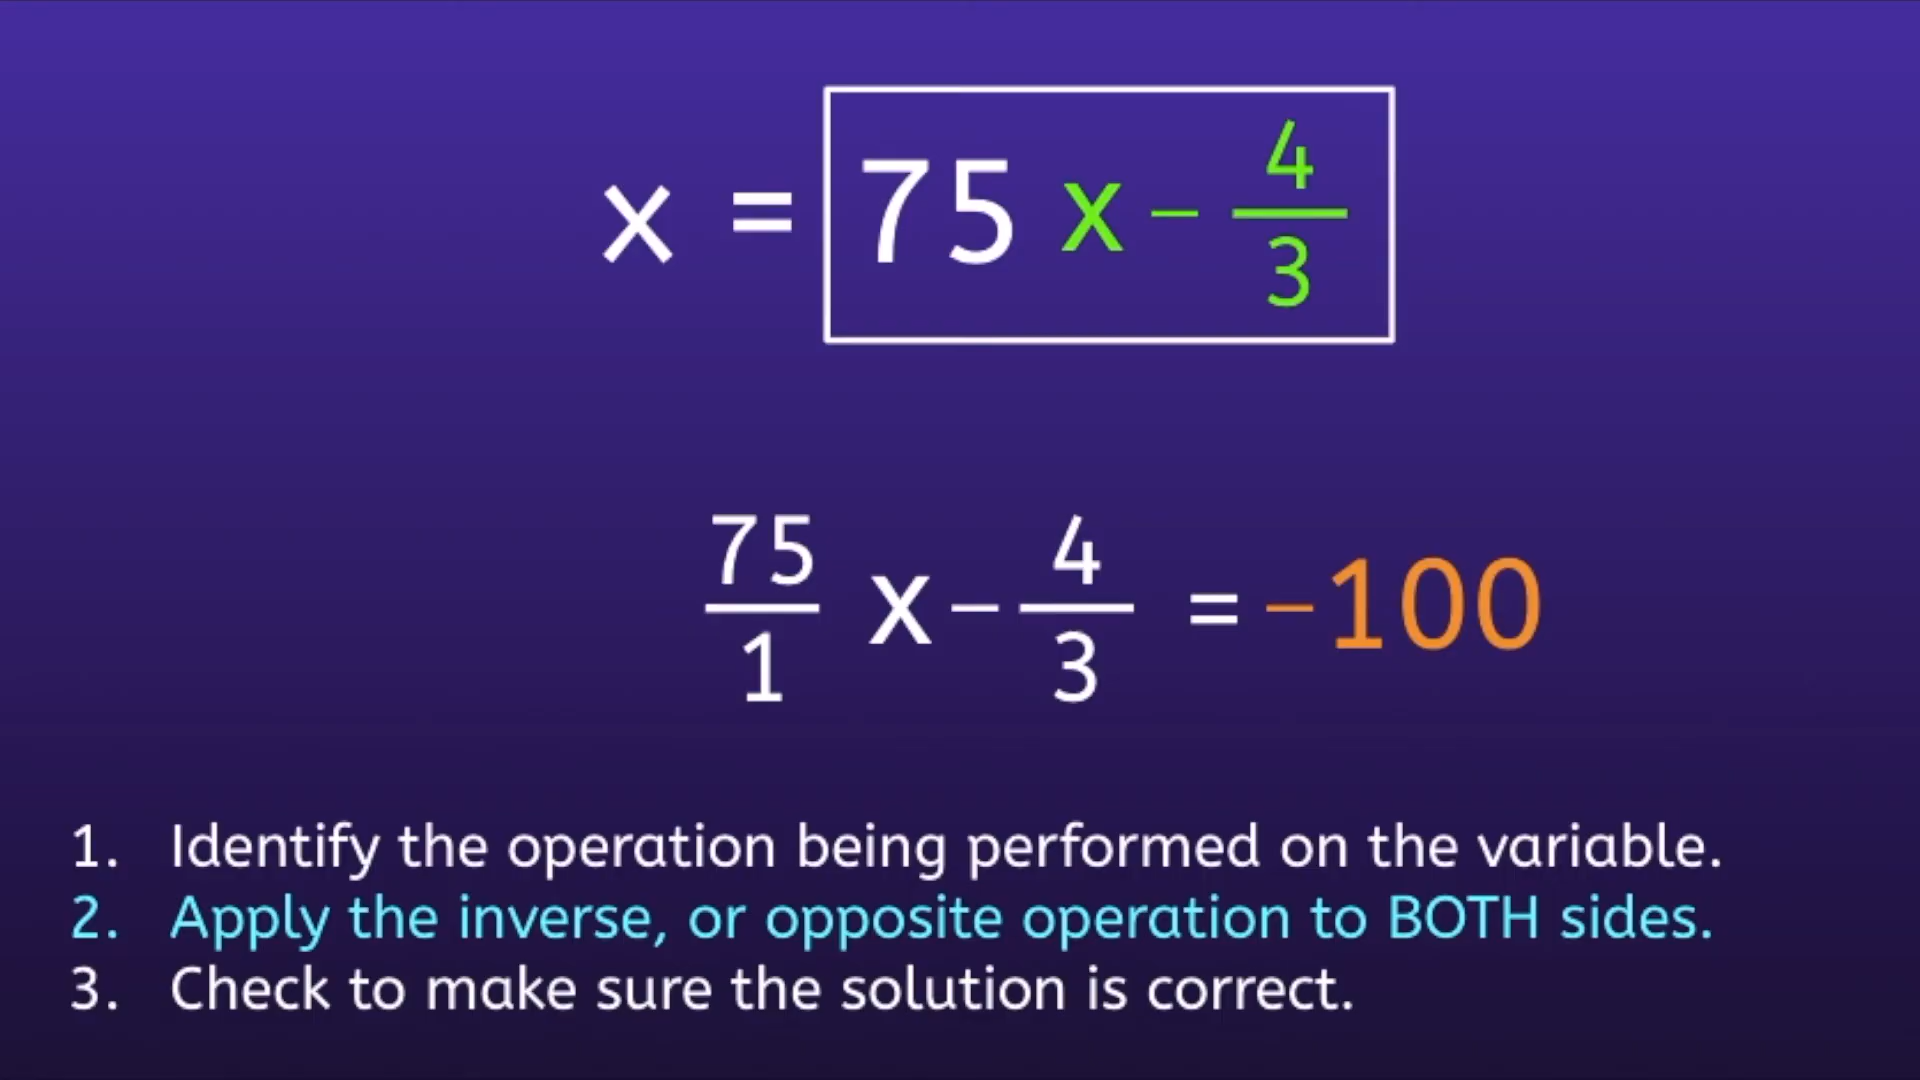 x = 75 x – 4/3
75/1 x – 4/3 = –100
1. Identify the operation being performed on the variable.
2. Apply the inverse, or opposite operation to BOTH sides.
3. Check to make sure the solution is correct.